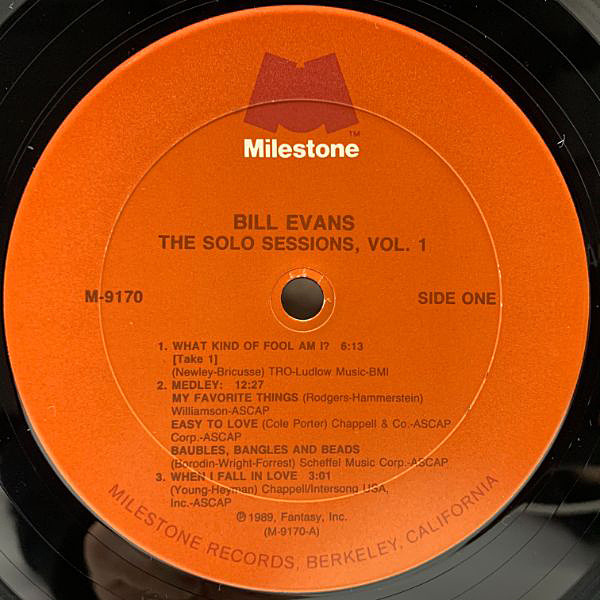 TM
Milestone
BILL EVANS
THE SOLO SESSIONS, VOL. 1
M-9170
SIDE ONE
1. WHAT KIND OF FOOL AM I? 6:13
[Take 1]
(Newley-Bricusse) TRO-Ludlow Music-BMI
2. MEDLEY: 12:27
MY FAVORITE THINGS (Rodgers-Hammerstein)
Williamson-ASCAP
EASY TO LOVE (Cole Porter) Chappell & Co.-ASCAP
Corp.-ASCAP
BAUBLES, BANGLES AND BEADS
(Borodin-Wright-Forrest) Scheffel Music Corp.-ASCAP
3. WHEN I FALL IN LOVE 3:01
(Young-Heyman) Chappell/Intersong USA,
Inc.-ASCAP
℗ 1989, Fantasy, Inc.
(M-9170-A)
MILESTONE RECORDS, BERKELEY, CALIFORNIA